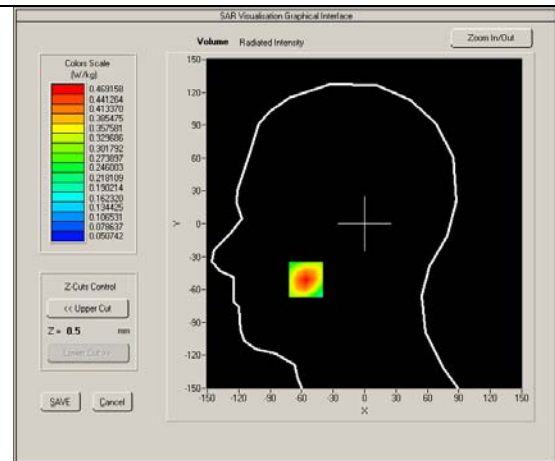 SAR Visualisation Graphical Interface
Volume Radiated Intensity
Zoom In/Out
Colors Scale
(W/kg)
0.469158
0.441264
0.413370
0.385475
0.357581
0.329686
0.301792
0.273897
0.246003
0.218109
0.190214
0.162320
0.134425
0.106531
0.078637
0.050742
Z-Cuts Control
<< Upper Cut
Z = 0.5 mm
Lower Cut >>
SAVE Cancel
150
120
90
60
30
0
-30
-60
-90
-120
-150
Y
-150 -120 -90 -60 -30 0 30 60 90 120 150
X